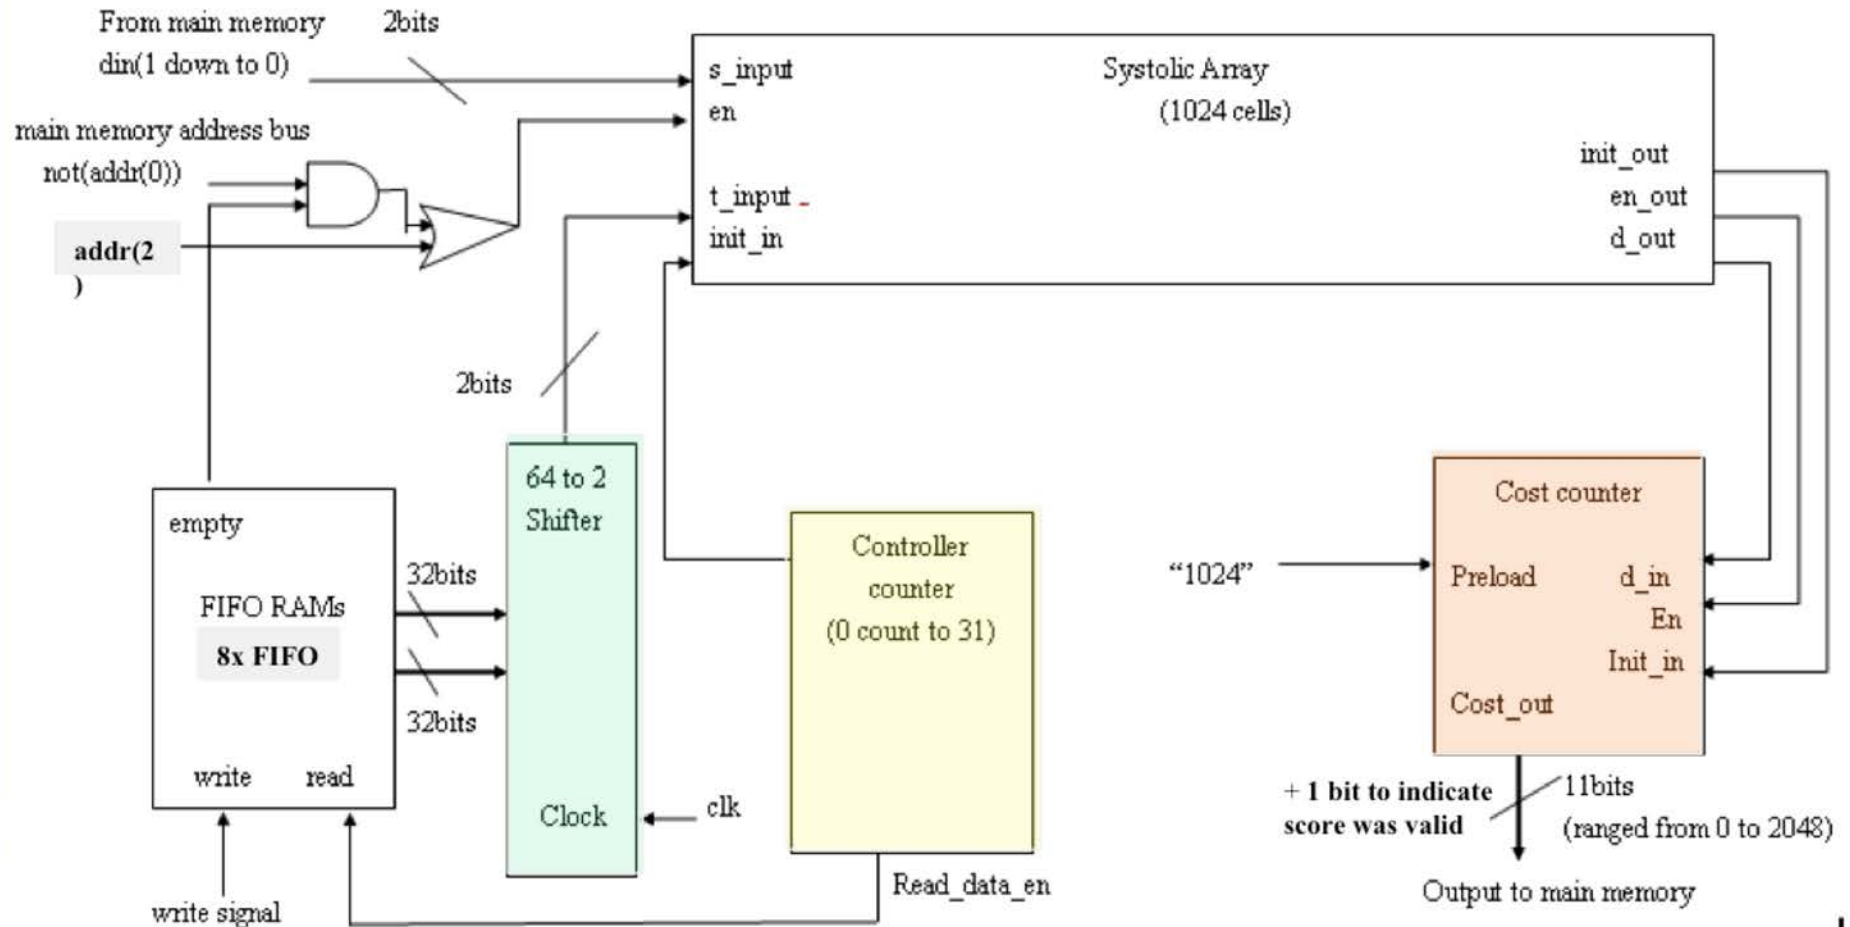 From main memory
2bits
din(1 down to 0)
main memory address bus
not(addr(0))
addr(2
)
s_input
en
t_input
init_in
Systolic Array
(1024 cells)
init_out
en_out
d_out
2bits
empty
FIFO RAMs
8x FIFO
write
read
write signal
32bits
32bits
64 to 2
Shifter
Clock
clk
Controller
counter
(0 count to 31)
Read_data_en
“1024”
Cost counter
Preload
d_in
En
Init_in
Cost_out
+ 1 bit to indicate
score was valid
11bits
(ranged from 0 to 2048)
Output to main memory